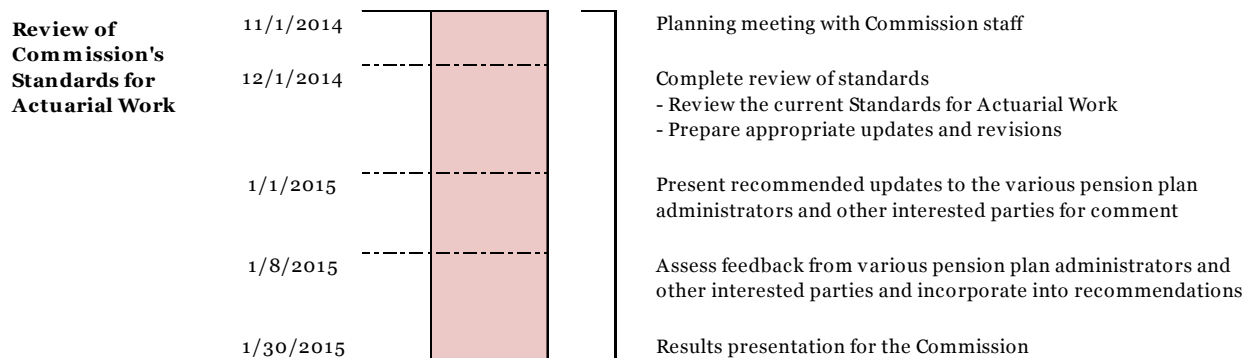 Review of
Commission's
Standards for
Actuarial Work
11/1/2014 Planning meeting with Commission staff
12/1/2014 Complete review of standards
- Review the current Standards for Actuarial Work
- Prepare appropriate updates and revisions
1/1/2015 Present recommended updates to the various pension plan
administrators and other interested parties for comment
1/8/2015 Assess feedback from various pension plan administrators and
other interested parties and incorporate into recommendations
1/30/2015 Results presentation for the Commission